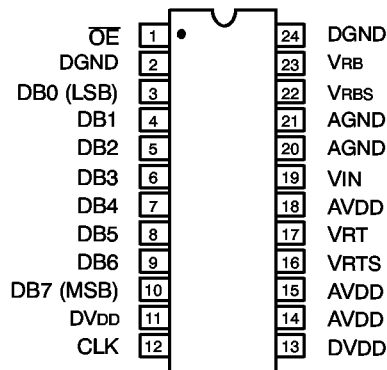 O̅E̅ 1 24 DGND
DGND 2 23 VRB
DB0 (LSB) 3 22 VRBS
DB1 4 21 AGND
DB2 5 20 AGND
DB3 6 19 VIN
DB4 7 18 AVDD
DB5 8 17 VRT
DB6 9 16 VRTS
DB7 (MSB) 10 15 AVDD
DVDD 11 14 AVDD
CLK 12 13 DVDD